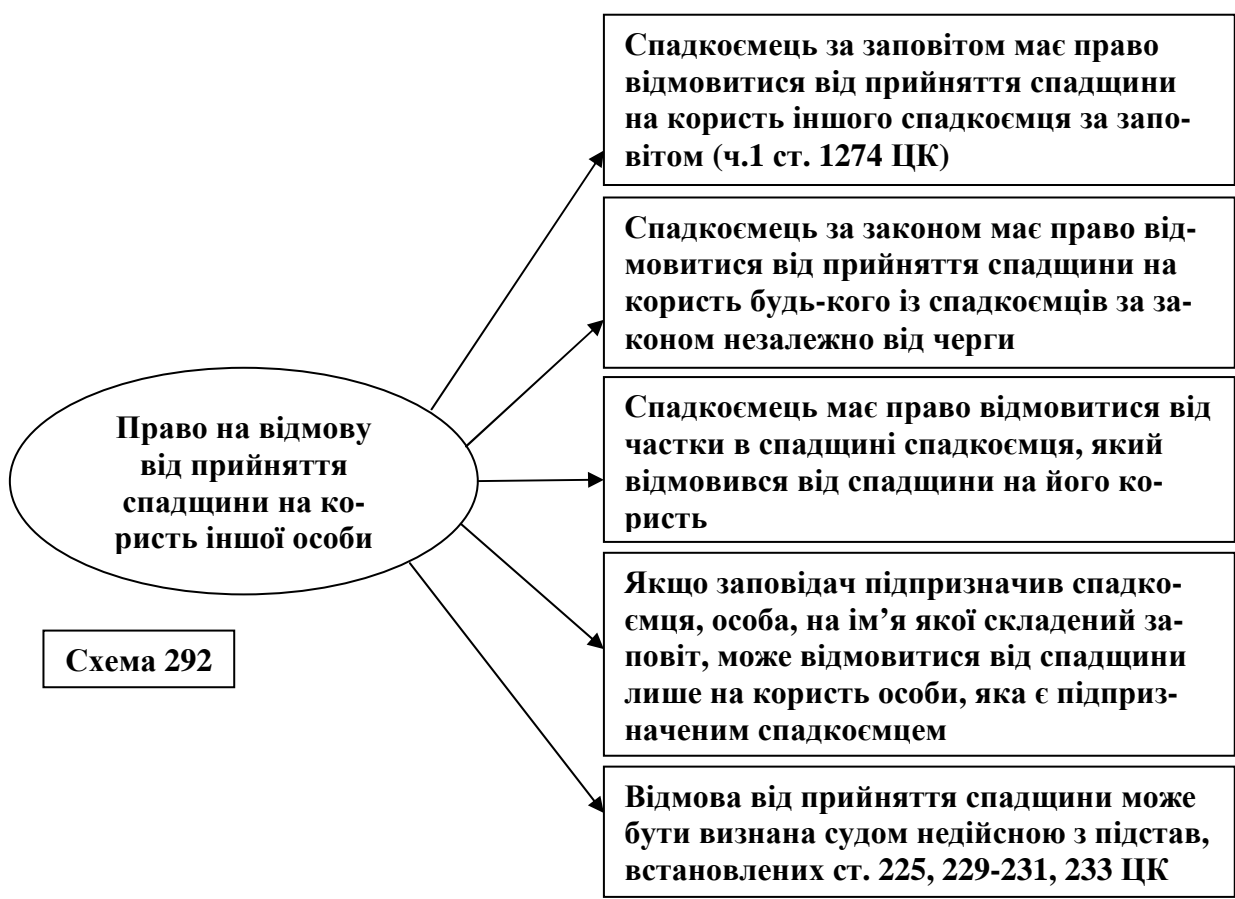 Право на відмову
від прийняття
спадщини на ко-
ристь іншої особи
Схема 292
Спадкоємець за заповітом має право
відмовитися від прийняття спадщини
на користь іншого спадкоємця за запо-
вітом (ч.1 ст. 1274 ЦК)
Спадкоємець за законом має право від-
мовитися від прийняття спадщини на
користь будь-кого із спадкоємців за за-
коном незалежно від черги
Спадкоємець має право відмовитися від
частки в спадщині спадкоємця, який
відмовився від спадщини на його ко-
ристь
Якщо заповідач підпризначив спадко-
ємця, особа, на ім’я якої складений за-
повіт, може відмовитися від спадщини
лише на користь особи, яка є підприз-
наченим спадкоємцем
Відмова від прийняття спадщини може
бути визнана судом недійсною з підстав,
встановлених ст. 225, 229-231, 233 ЦК